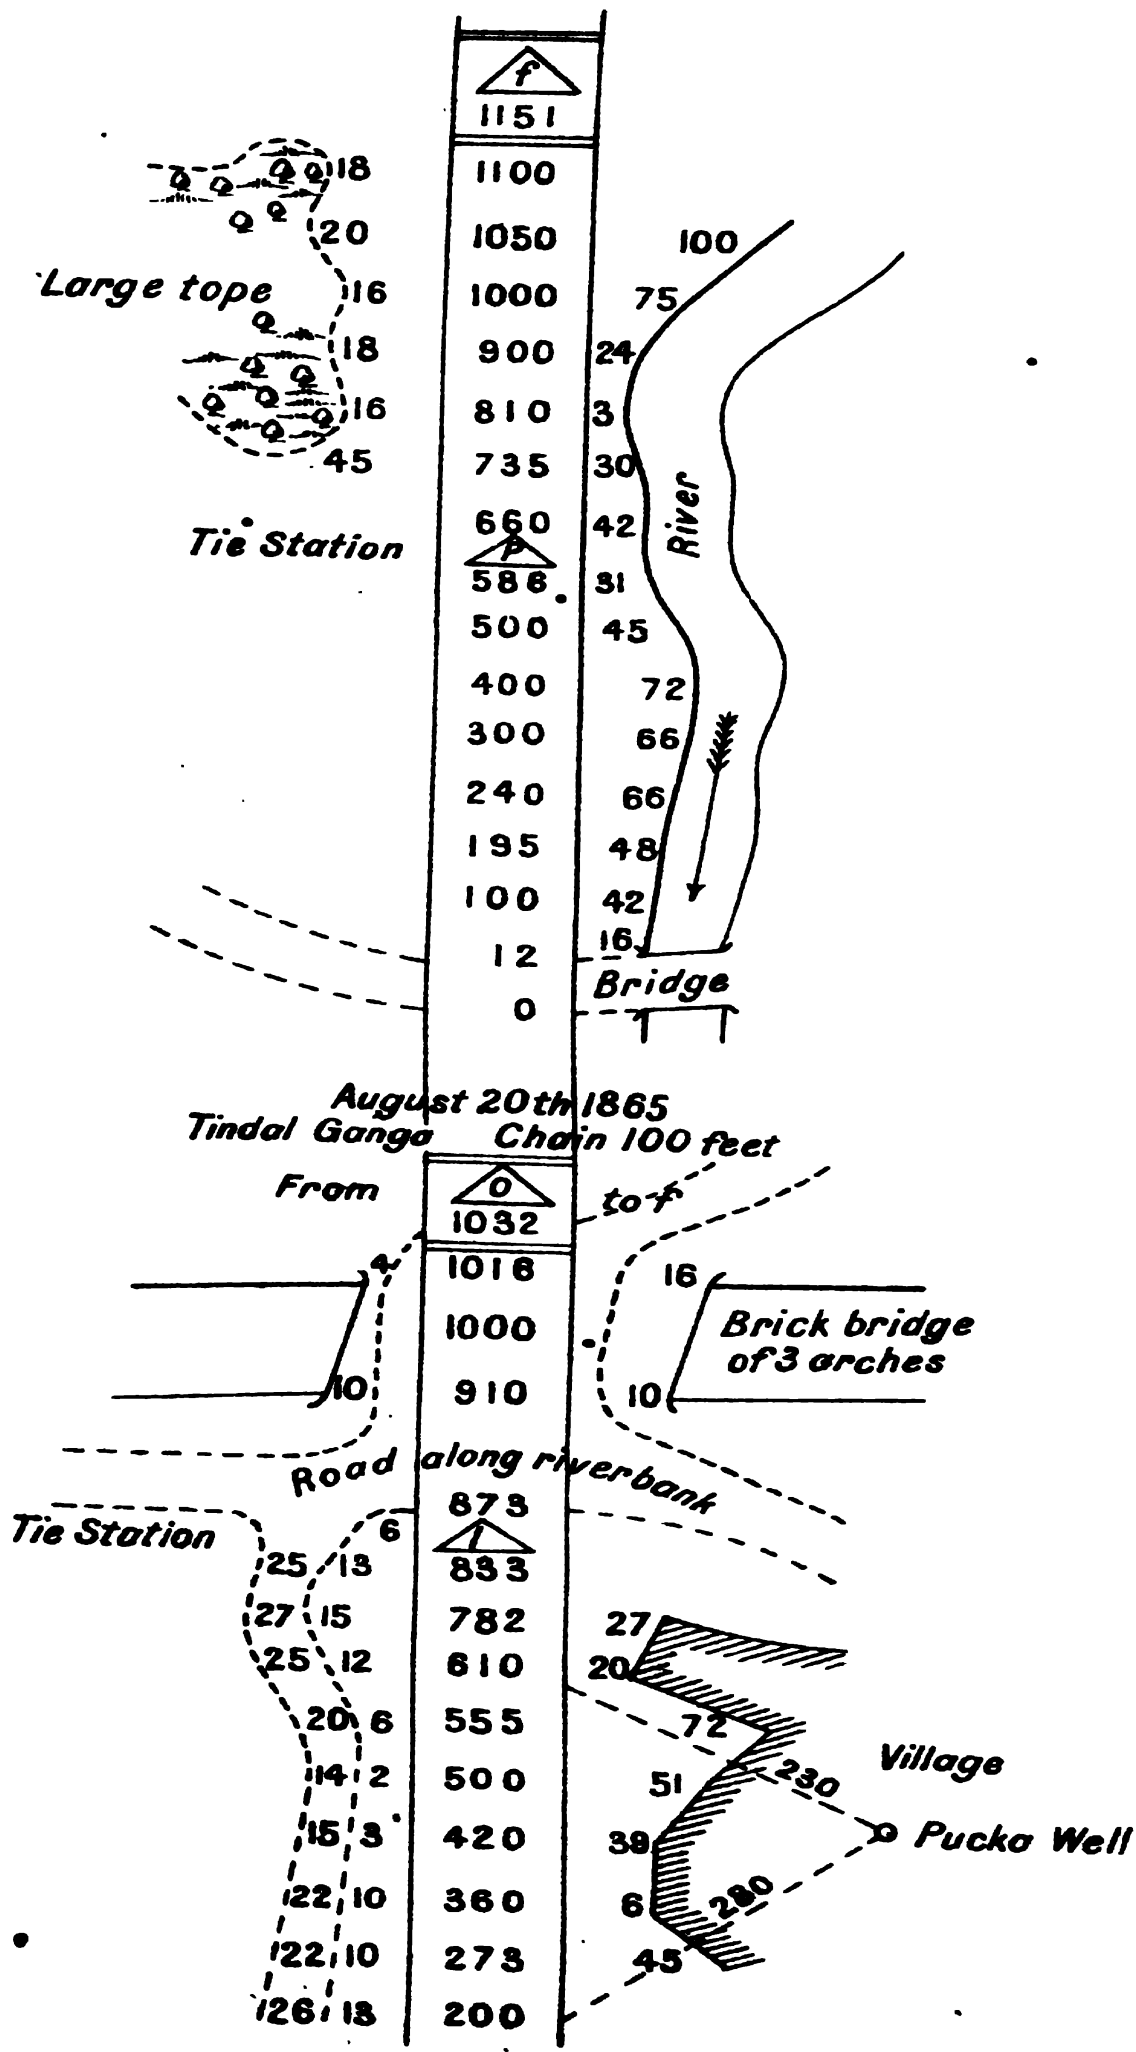 f
1151
18 1100
20 1050 100
Large tope 16 1000 75
18 900 24
16 810 3
45 735 30
660 42
River
Tie Station P
586 31
500 45
400 72
300 66
240 66
195 48
100 42
12 16
Bridge
0
August 20th 1865
Tindal Ganga Chain 100 feet
From O to f
1032
4 1016 16
1000 Brick bridge
of 3 arches
10 910 10
Road along riverbank
873
Tie Station 6 l
25 13 833
27 15 782 27
25 12 610 20
20 6 555 72
Village
14 2 500 51 230
15 3 420 39 Pucka Well
22 10 360 6 280
22 10 273 45
126 13 200